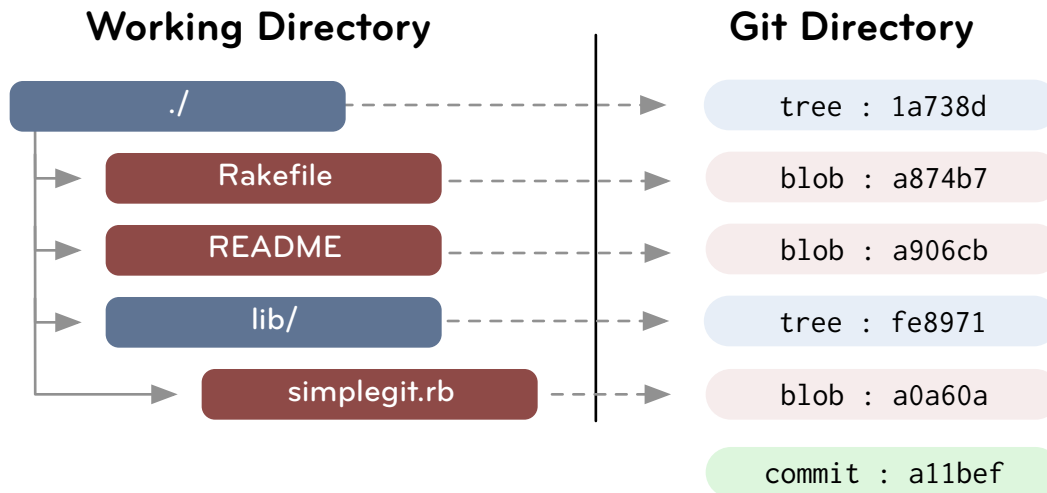 Working Directory
Git Directory
./
tree : 1a738d
Rakefile
blob : a874b7
README
blob : a906cb
lib/
tree : fe8971
simplegit.rb
blob : a0a60a
commit : a11bef